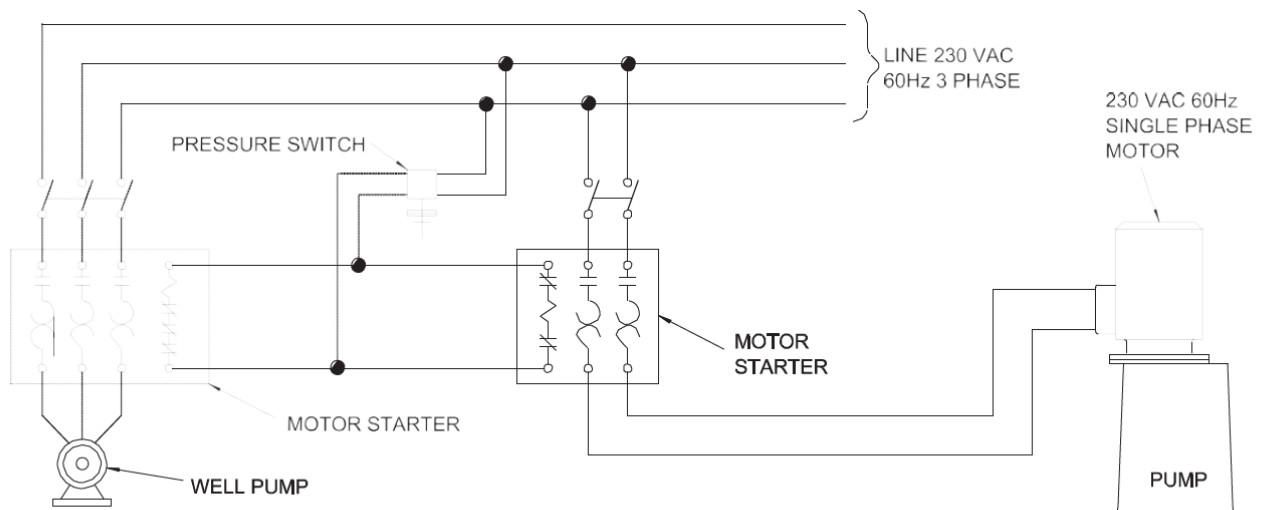 LINE 230 VAC
60Hz 3 PHASE
230 VAC 60Hz
SINGLE PHASE
MOTOR
PRESSURE SWITCH
MOTOR
STARTER
MOTOR STARTER
WELL PUMP
PUMP